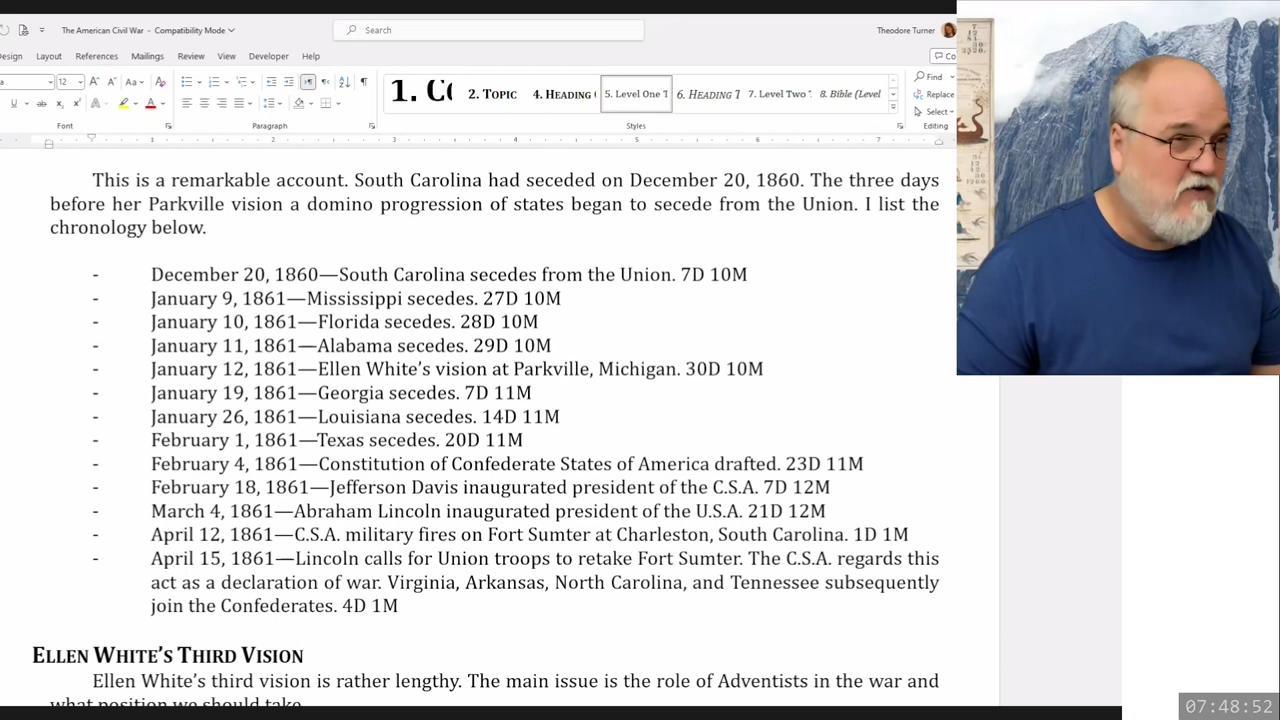 The American Civil War - Compatibility Mode
Search
Theodore Turner
Layout References Mailings Review View Developer Help
12 Aa
1. 2. TOPIC 4. HEADING 5. Level One 6. HEADING 7. Level Two 8. Bible (Level
Find
Replace
Select
Font Paragraph Styles Editing
1 2 3 4 5 6 7
This is a remarkable account. South Carolina had seceded on December 20, 1860. The three days
before her Parkville vision a domino progression of states began to secede from the Union. I list the
chronology below.
- December 20, 1860—South Carolina secedes from the Union. 7D 10M
- January 9, 1861—Mississippi secedes. 27D 10M
- January 10, 1861—Florida secedes. 28D 10M
- January 11, 1861—Alabama secedes. 29D 10M
- January 12, 1861—Ellen White's vision at Parkville, Michigan. 30D 10M
- January 19, 1861—Georgia secedes. 7D 11M
- January 26, 1861—Louisiana secedes. 14D 11M
- February 1, 1861—Texas secedes. 20D 11M
- February 4, 1861—Constitution of Confederate States of America drafted. 23D 11M
- February 18, 1861—Jefferson Davis inaugurated president of the C.S.A. 7D 12M
- March 4, 1861—Abraham Lincoln inaugurated president of the U.S.A. 21D 12M
- April 12, 1861—C.S.A. military fires on Fort Sumter at Charleston, South Carolina. 1D 1M
- April 15, 1861—Lincoln calls for Union troops to retake Fort Sumter. The C.S.A. regards this
act as a declaration of war. Virginia, Arkansas, North Carolina, and Tennessee subsequently
join the Confederates. 4D 1M
ELLEN WHITE'S THIRD VISION
Ellen White's third vision is rather lengthy. The main issue is the role of Adventists in the war and
what position we should take.
07:48:52